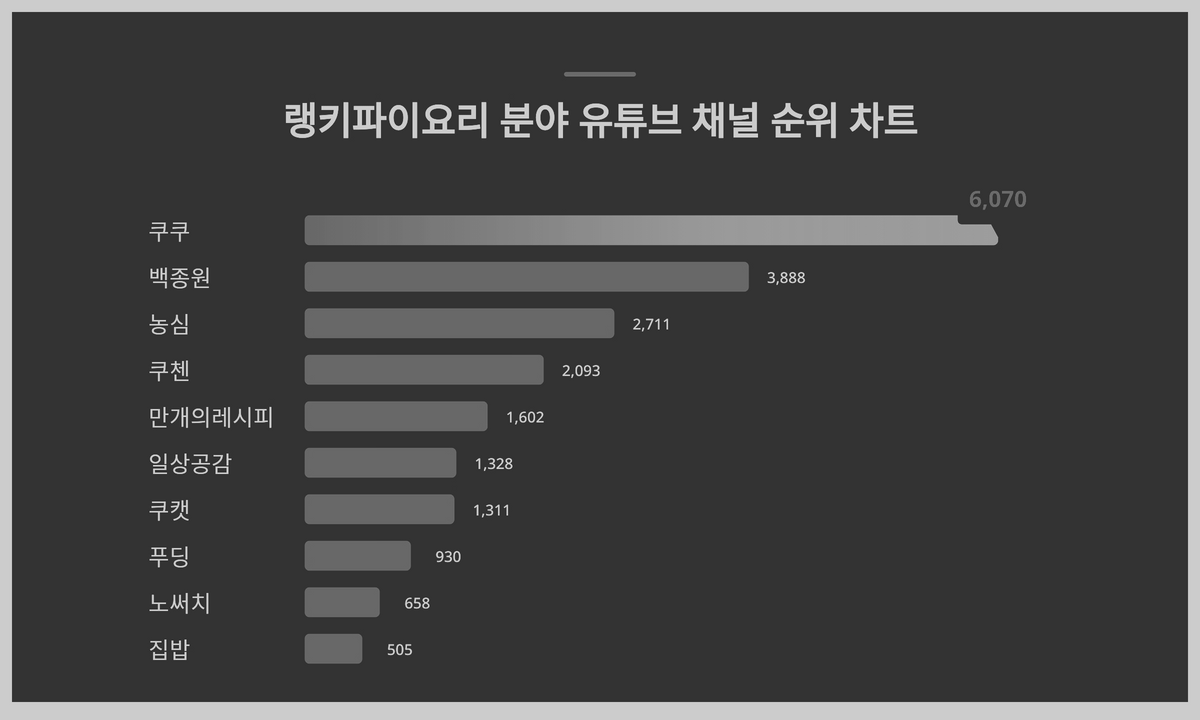 랭키파이요리 분야 유튜브 채널 순위 차트
쿠쿠 6,070
백종원 3,888
농심 2,711
쿠첸 2,093
만개의레시피 1,602
일상공감 1,328
쿠캣 1,311
푸딩 930
노써치 658
집밥 505